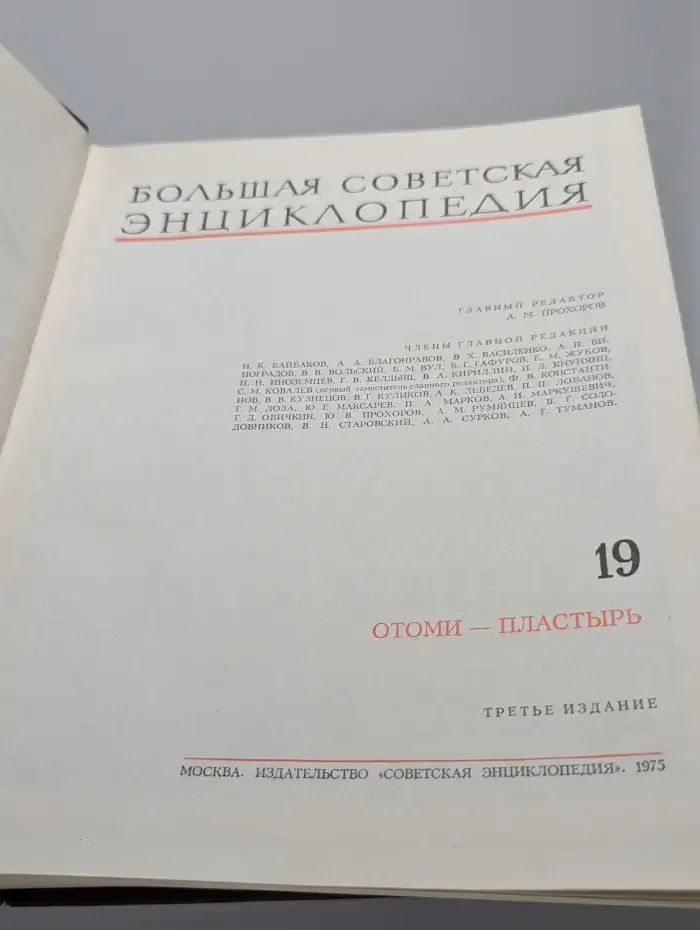 БОЛЬШАЯ СОВЕТСКАЯ
ЭНЦИКЛОПЕДИЯ
ГЛАВНЫЙ РЕДАКТОР
А. М. ПРОХОРОВ
ЧЛЕНЫ ГЛАВНОЙ РЕДАКЦИИ
Н. К. БАЙБАКОВ, А. А. БЛАГОНРАВОВ, В. Х. ВАСИЛЕНКО, А. П. ВИ-
НОГРАДОВ, В. В. ВОЛЬСКИЙ, Б. М. ВУЛ, Б. Г. ГАФУРОВ, Е. М. ЖУКОВ,
Н. Н. ИНОЗЕМЦЕВ, Г. В. КЕЛДЫШ, В. А. КИРИЛЛИН, И. Л. КНУНЯНЦ,
С. М. КОВАЛЕВ (первый заместитель главного редактора), Ф. В. КОНСТАНТИ-
НОВ, В. В. КУЗНЕЦОВ, В. Г. КУЛИКОВ, А. К. ЛЕБЕДЕВ, П. П. ЛОБАНОВ,
Г. М. ЛОЗА, Ю. Е. МАКСАРЕВ, П. А. МАРКОВ, А. И. МАРКУШЕВИЧ,
Г. Д. ОБИЧКИН, Ю. В. ПРОХОРОВ, А. М. РУМЯНЦЕВ, В. Г. СОЛО-
ДОВНИКОВ, В. Н. СТАРОВСКИЙ, А. А. СУРКОВ, А. Т. ТУМАНОВ,
19
ОТОМИ — ПЛАСТЫРЬ
ТРЕТЬЕ ИЗДАНИЕ
МОСКВА. ИЗДАТЕЛЬСТВО «СОВЕТСКАЯ ЭНЦИКЛОПЕДИЯ». 1975